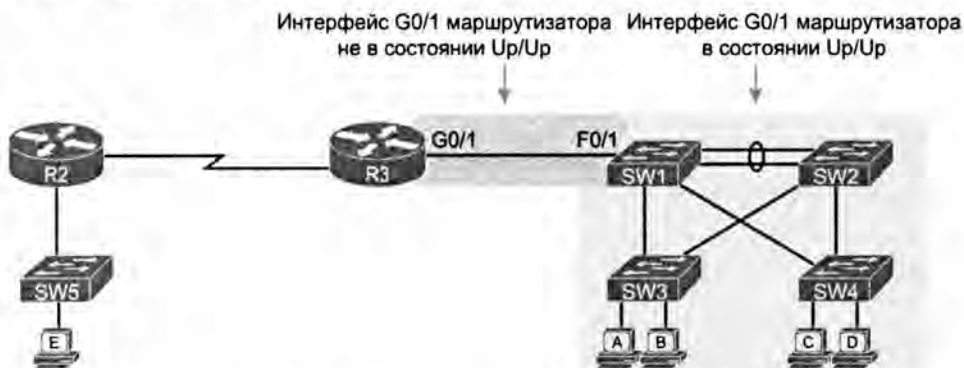 Интерфейс G0/1 маршрутизатора
не в состоянии Up/Up
Интерфейс G0/1 маршрутизатора
в состоянии Up/Up
G0/1
F0/1
R2
R3
SW1
SW2
SW5
SW3
SW4
E
A
B
C
D